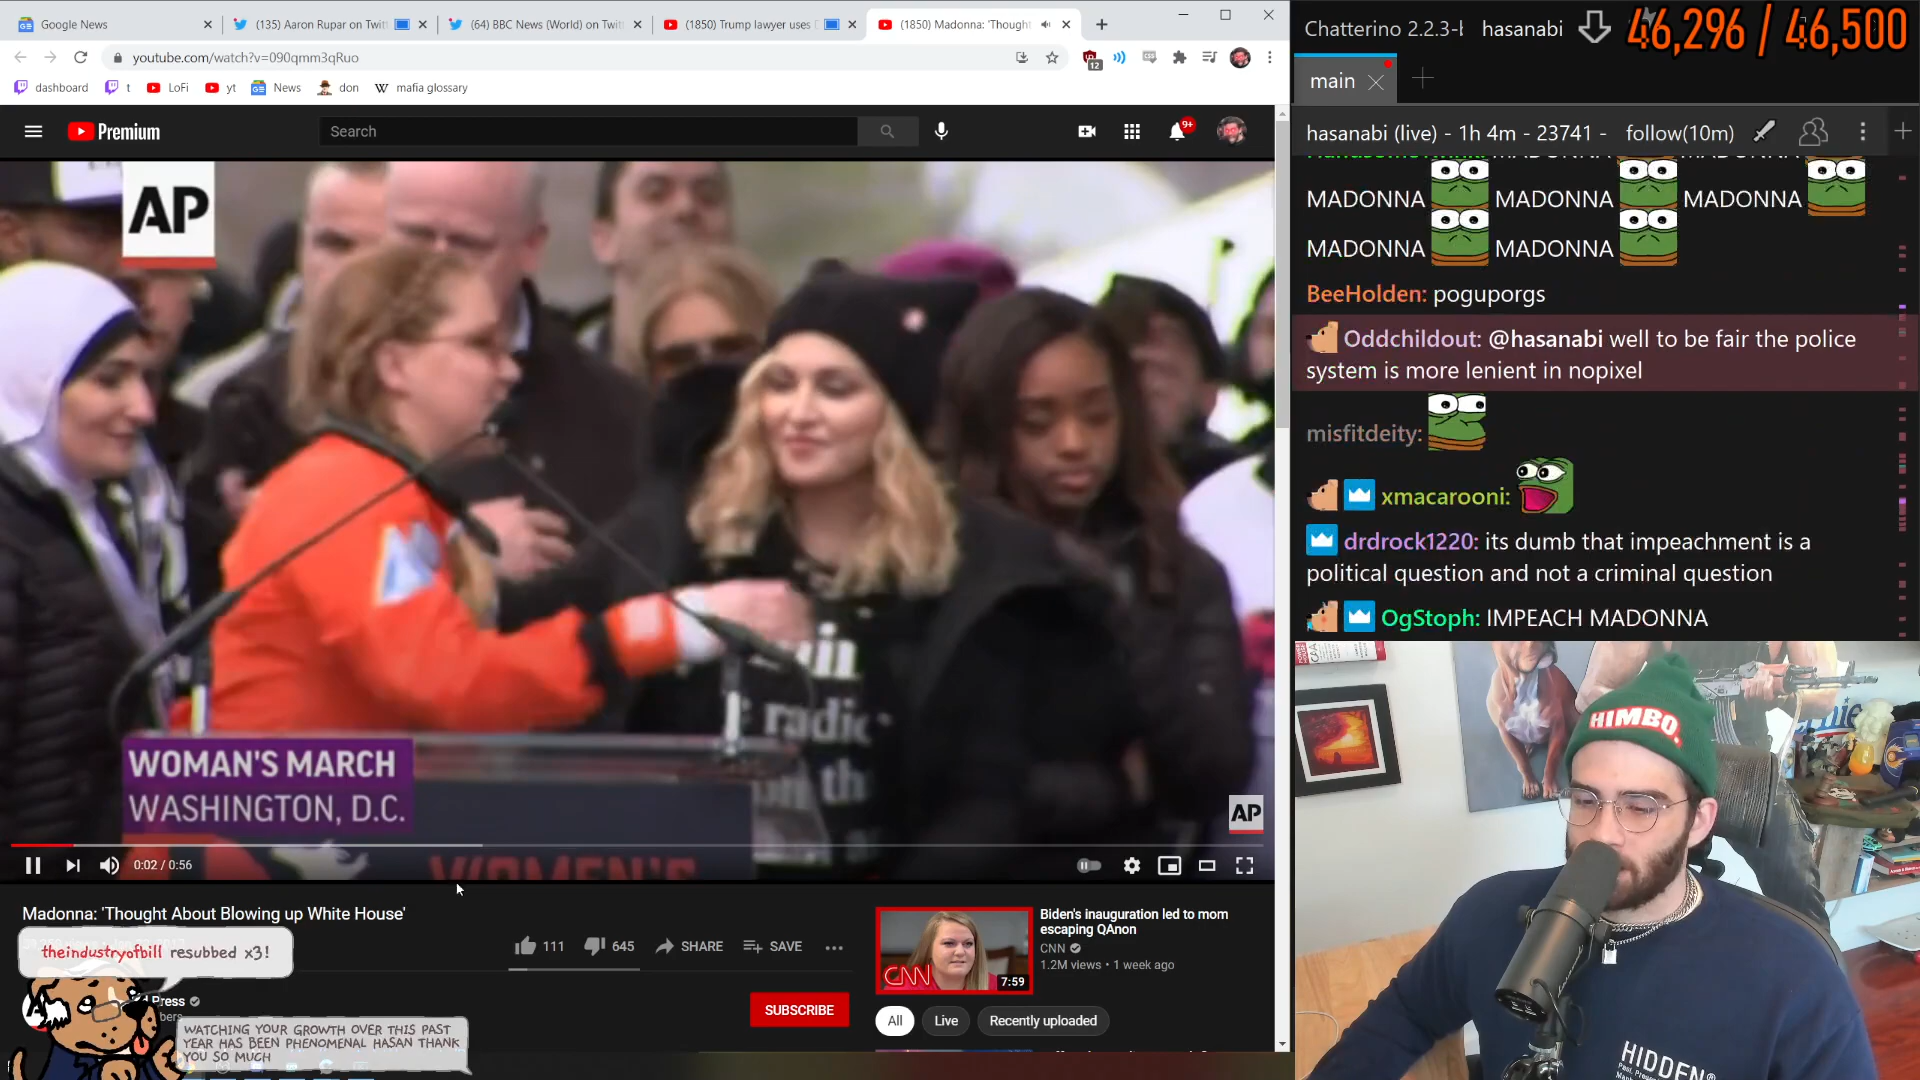 Google News
(135) Aaron Rupar on Twitt
(64) BBC News (World) on Twitt
(1850) Trump lawyer uses
(1850) Madonna: 'Thought
youtube.com/watch?v=090qmm3qRuo
12
dashboard
t
LoFi
yt
News
don
mafia glossary
Premium
Search
9+
AP
WOMAN'S MARCH
WASHINGTON, D.C.
AP
WOMEN'S
0:02 / 0:56
Madonna: 'Thought About Blowing up White House'
111
645
SHARE
SAVE
theindustryofbill resubbed x3!
Press
SUBSCRIBE
WATCHING YOUR GROWTH OVER THIS PAST
YEAR HAS BEEN PHENOMENAL HASAN THANK
YOU SO MUCH
CNN
7:59
Biden's inauguration led to mom
escaping QAnon
CNN
1.2M views • 1 week ago
All
Live
Recently uploaded
Chatterino 2.2.3-b
hasanabi
46,296 / 46,500
main
hasanabi (live) - 1h 4m - 23741 -
follow(10m)
MADONNA MADONNA MADONNA
MADONNA MADONNA
BeeHolden: poguporgs
Oddchildout: @hasanabi well to be fair the police
system is more lenient in nopixel
misfitdeity:
xmacarooni:
drdrock1220: its dumb that impeachment is a
political question and not a criminal question
OgStoph: IMPEACH MADONNA
HIMBO.
HIDDEN®